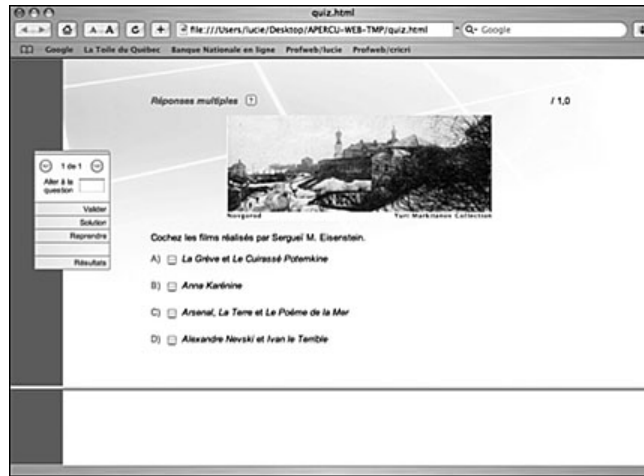 quiz.html
A A C + file:///Users/lucie/Desktop/APERCU-WEB-TMP/quiz.html Q- Google
Google La Toile du Québec Banque Nationale en ligne Profweb/lucie Profweb/cricri
Réponses multiples ? / 1,0
1 de 1
Aller à la
question
Valider
Solution
Reprendre
Résultats
Novgorod Yuri Markitanov Collection
Cochez les films réalisés par Sergueï M. Eisenstein.
A) La Grève et Le Cuirassé Potemkine
B) Anna Karénine
C) Arsenal, La Terre et Le Poème de la Mer
D) Alexandre Nevski et Ivan le Terrible